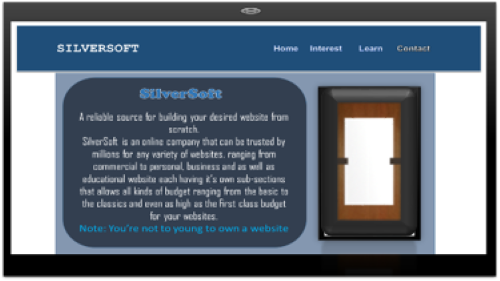 SILVERSOFT
Home Interest Learn Contact
SilverSoft
A reliable source for building your desired website from
scratch.
SilverSoft is an online company that can be trusted by
millions for any variety of websites, ranging from
commercial to personal, business and as well as
educational website each having it's own sub-sections
that allows all kinds of budget ranging from the basic to
the classics and even as high as the first class budget
for your websites.
Note: You're not to young to own a website